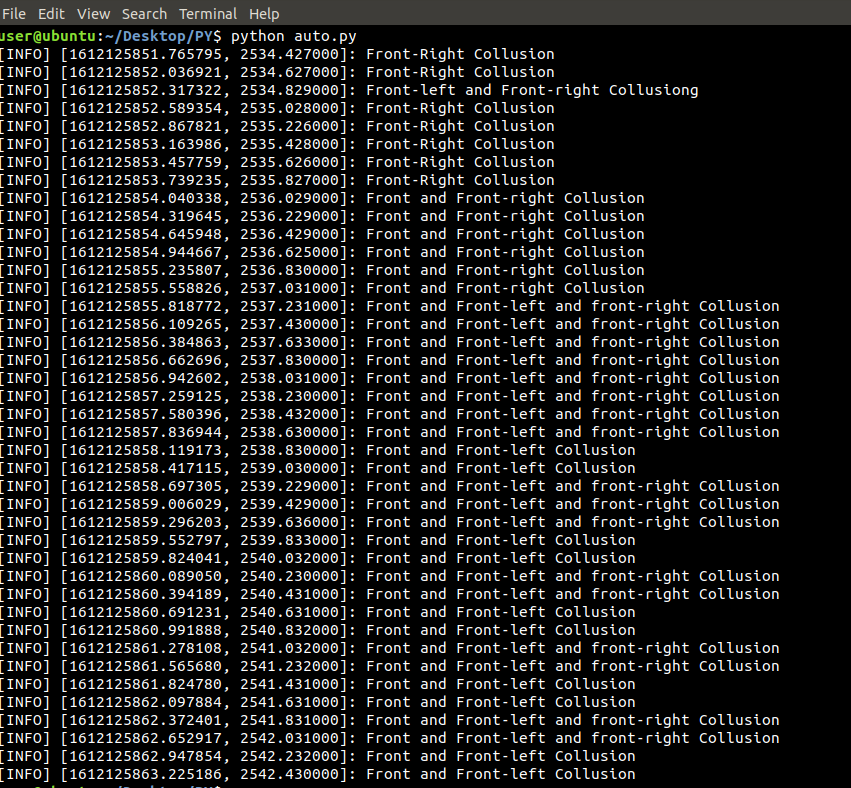 File Edit View Search Terminal Help
user@ubuntu:~/Desktop/PY$ python auto.py
[INFO] [1612125851.765795, 2534.427000]: Front-Right Collusion
[INFO] [1612125852.036921, 2534.627000]: Front-Right Collusion
[INFO] [1612125852.317322, 2534.829000]: Front-left and Front-right Collusiong
[INFO] [1612125852.589354, 2535.028000]: Front-Right Collusion
[INFO] [1612125852.867821, 2535.226000]: Front-Right Collusion
[INFO] [1612125853.163986, 2535.428000]: Front-Right Collusion
[INFO] [1612125853.457759, 2535.626000]: Front-Right Collusion
[INFO] [1612125853.739235, 2535.827000]: Front-Right Collusion
[INFO] [1612125854.040338, 2536.029000]: Front and Front-right Collusion
[INFO] [1612125854.319645, 2536.229000]: Front and Front-right Collusion
[INFO] [1612125854.645948, 2536.429000]: Front and Front-right Collusion
[INFO] [1612125854.944667, 2536.625000]: Front and Front-right Collusion
[INFO] [1612125855.235807, 2536.830000]: Front and Front-right Collusion
[INFO] [1612125855.558826, 2537.031000]: Front and Front-right Collusion
[INFO] [1612125855.818772, 2537.231000]: Front and Front-left and front-right Collusion
[INFO] [1612125856.109265, 2537.430000]: Front and Front-left and front-right Collusion
[INFO] [1612125856.384863, 2537.633000]: Front and Front-left and front-right Collusion
[INFO] [1612125856.662696, 2537.830000]: Front and Front-left and front-right Collusion
[INFO] [1612125856.942602, 2538.031000]: Front and Front-left and front-right Collusion
[INFO] [1612125857.259125, 2538.230000]: Front and Front-left and front-right Collusion
[INFO] [1612125857.580396, 2538.432000]: Front and Front-left and front-right Collusion
[INFO] [1612125857.836944, 2538.630000]: Front and Front-left and front-right Collusion
[INFO] [1612125858.119173, 2538.830000]: Front and Front-left Collusion
[INFO] [1612125858.417115, 2539.030000]: Front and Front-left Collusion
[INFO] [1612125858.697305, 2539.229000]: Front and Front-left and front-right Collusion
[INFO] [1612125859.006029, 2539.429000]: Front and Front-left and front-right Collusion
[INFO] [1612125859.296203, 2539.636000]: Front and Front-left and front-right Collusion
[INFO] [1612125859.552797, 2539.833000]: Front and Front-left Collusion
[INFO] [1612125859.824041, 2540.032000]: Front and Front-left Collusion
[INFO] [1612125860.089050, 2540.230000]: Front and Front-left and front-right Collusion
[INFO] [1612125860.394189, 2540.431000]: Front and Front-left and front-right Collusion
[INFO] [1612125860.691231, 2540.631000]: Front and Front-left Collusion
[INFO] [1612125860.991888, 2540.832000]: Front and Front-left Collusion
[INFO] [1612125861.278108, 2541.032000]: Front and Front-left and front-right Collusion
[INFO] [1612125861.565680, 2541.232000]: Front and Front-left and front-right Collusion
[INFO] [1612125861.824780, 2541.431000]: Front and Front-left Collusion
[INFO] [1612125862.097884, 2541.631000]: Front and Front-left Collusion
[INFO] [1612125862.372401, 2541.831000]: Front and Front-left and front-right Collusion
[INFO] [1612125862.652917, 2542.031000]: Front and Front-left and front-right Collusion
[INFO] [1612125862.947854, 2542.232000]: Front and Front-left Collusion
[INFO] [1612125863.225186, 2542.430000]: Front and Front-left Collusion